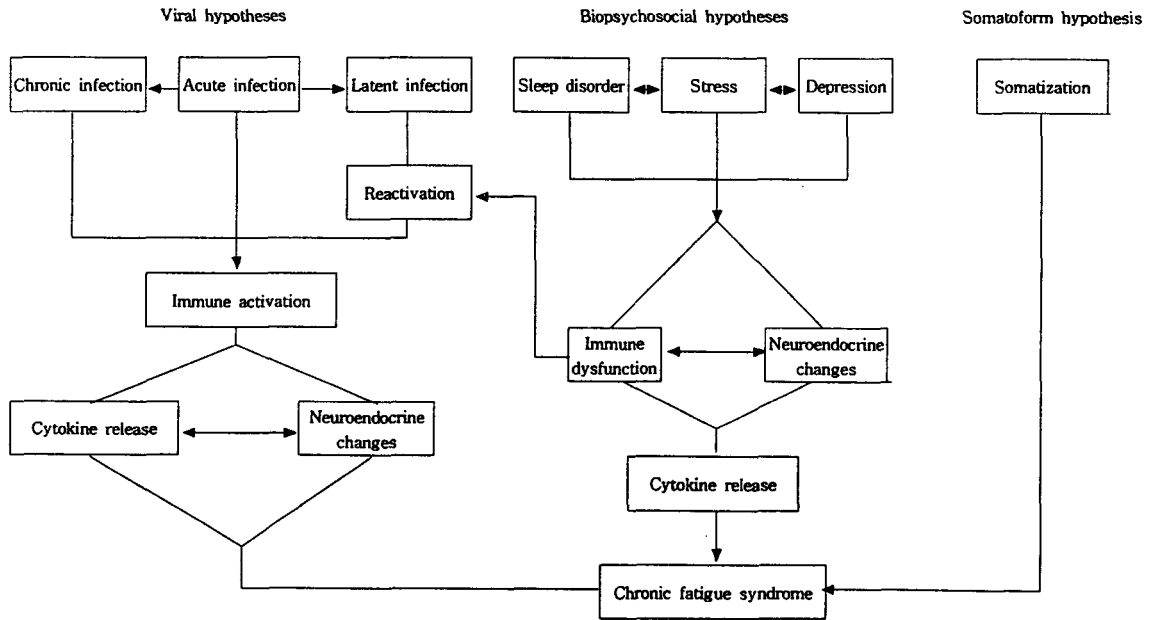 Viral hypotheses
Biopsychosocial hypotheses
Somatoform hypothesis
Chronic infection
Acute infection
Latent infection
Sleep disorder
Stress
Depression
Somatization
Reactivation
Immune activation
Immune
dysfunction
Neuroendocrine
changes
Cytokine release
Neuroendocrine
changes
Cytokine release
Chronic fatigue syndrome